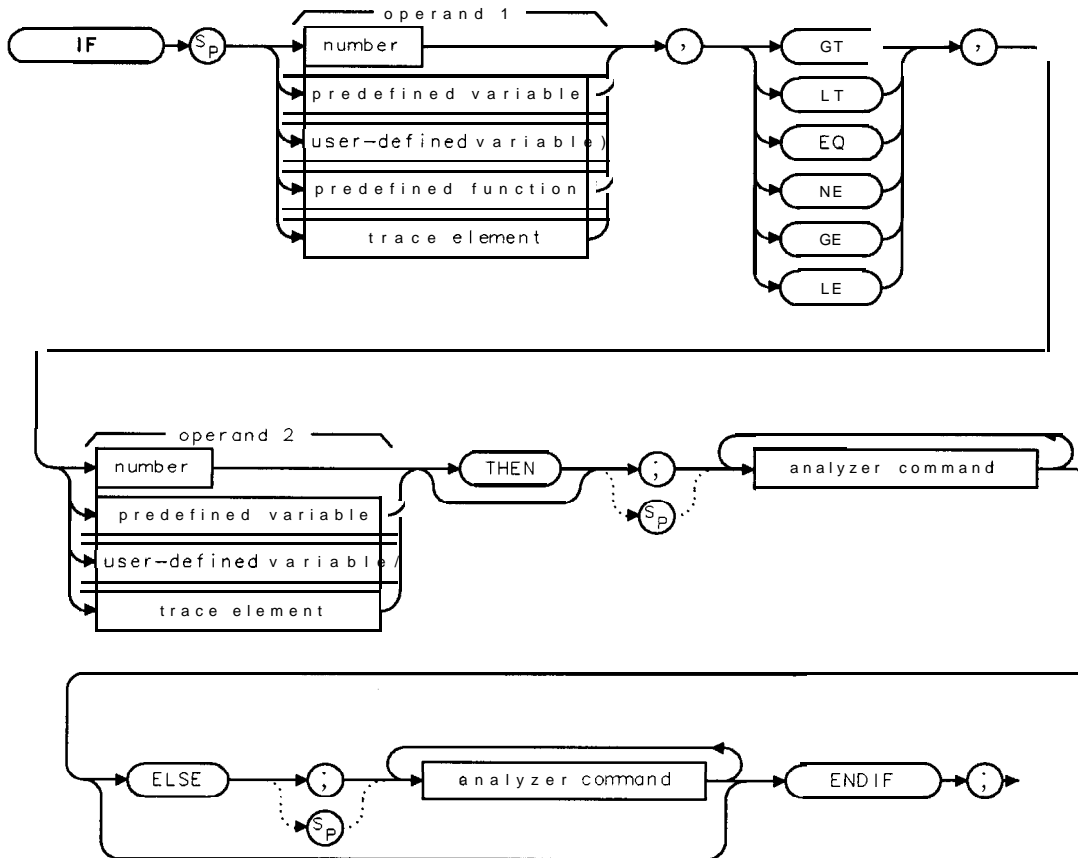 operand 1
IF SP number , GT ,
predefined variable LT
user-defined variable) EQ
predefined function NE
trace element GE
LE
operand 2
number THEN ; analyzer command
predefined variable SP
user-defined variable/
trace element
ELSE ; analyzer command ENDIF ;
SP